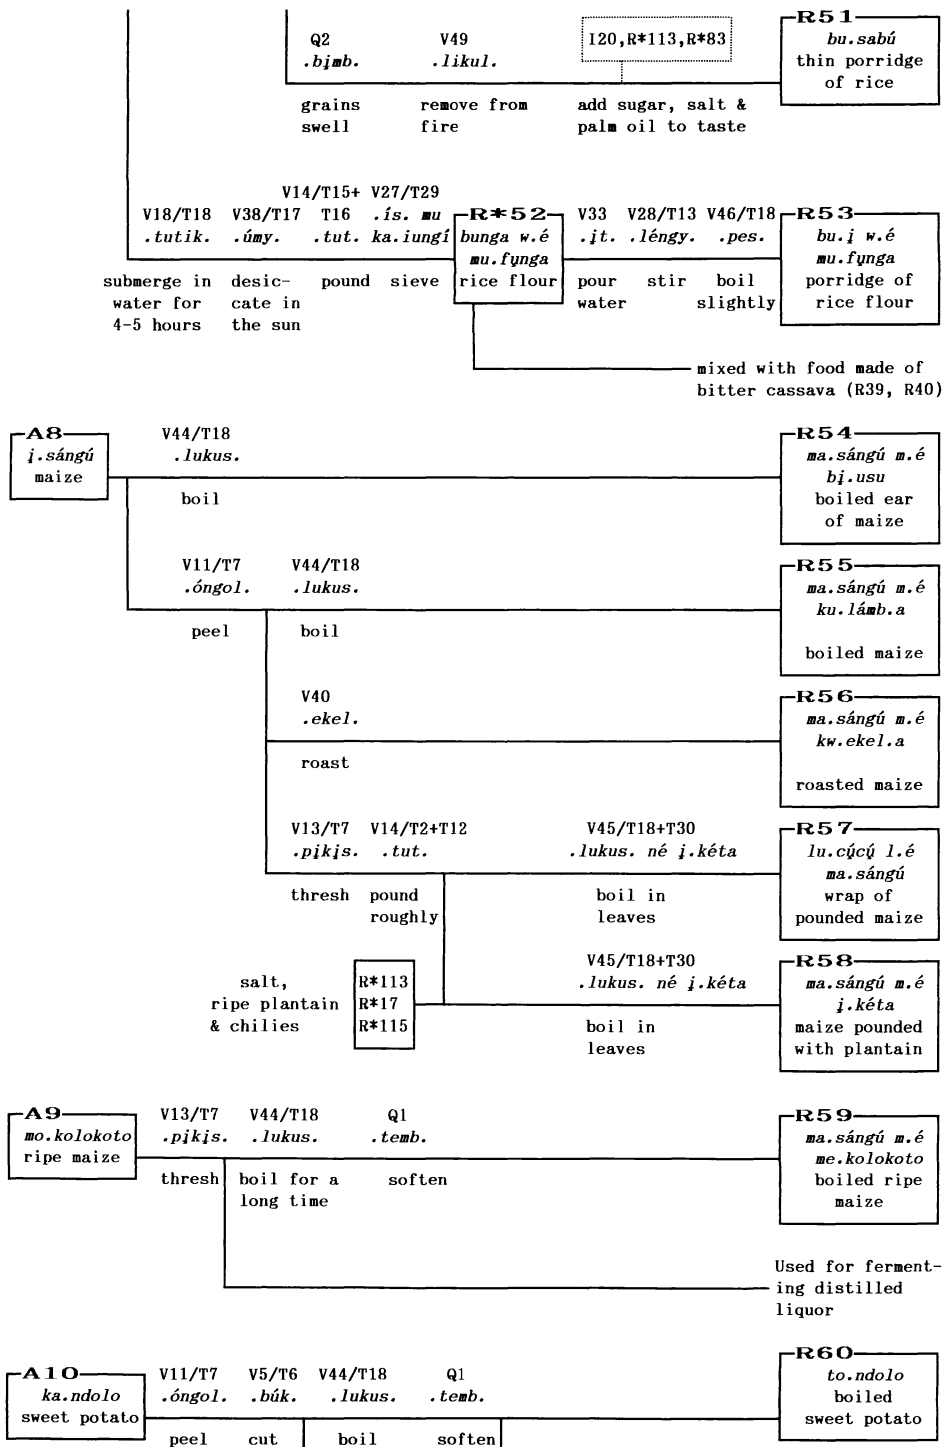 R51
Q2 V49 I20,R*113,R*83 bu.sabú
.bi̧mb. .likul. thin porridge
of rice
grains remove from add sugar, salt &
swell fire palm oil to taste
V14/T15+ V27/T29
V18/T18 V38/T17 T16 .ís. mu R*52 V33 V28/T13 V46/T18 R53
.tutik. .úmy. .tut. ka.iungí bunga w.é .i̧t. .léngy. .pes. bu.i̧ w.é
mu.fu̧nga mu.fu̧nga
submerge in desic- pound sieve rice flour pour stir boil porridge of
water for cate in water slightly rice flour
4-5 hours the sun
mixed with food made of
bitter cassava (R39, R40)
A8 V44/T18 R54
i̧.sángú .lukus. ma.sángú m.é
maize bi̧.usu
boil boiled ear
of maize
R55
V11/T7 V44/T18 ma.sángú m.é
.óngol. .lukus. ku.lámb.a
peel boil
boiled maize
V40 R56
.ekel. ma.sángú m.é
kw.ekel.a
roast
roasted maize
V13/T7 V14/T2+T12 V45/T18+T30 R57
.pi̧ki̧s. .tut. .lukus. né i̧.kéta lu.cú̧cú̧ l.é
ma.sángú
thresh pound boil in wrap of
roughly leaves pounded maize
V45/T18+T30 R58
salt, R*113 .lukus. né i̧.kéta ma.sángú m.é
ripe plantain R*17 i̧.kéta
& chilies R*115 boil in maize pounded
leaves with plantain
A9 V13/T7 V44/T18 Q1 R59
mo.kolokoto .pi̧ki̧s. .lukus. .temb. ma.sángú m.é
ripe maize me.kolokoto
thresh boil for a soften boiled ripe
long time maize
Used for ferment-
ing distilled
liquor
R60
A10 V11/T7 V5/T6 V44/T18 Q1 to.ndolo
ka.ndolo .óngol. .búk. .lukus. .temb. boiled
sweet potato sweet potato
peel cut boil soften